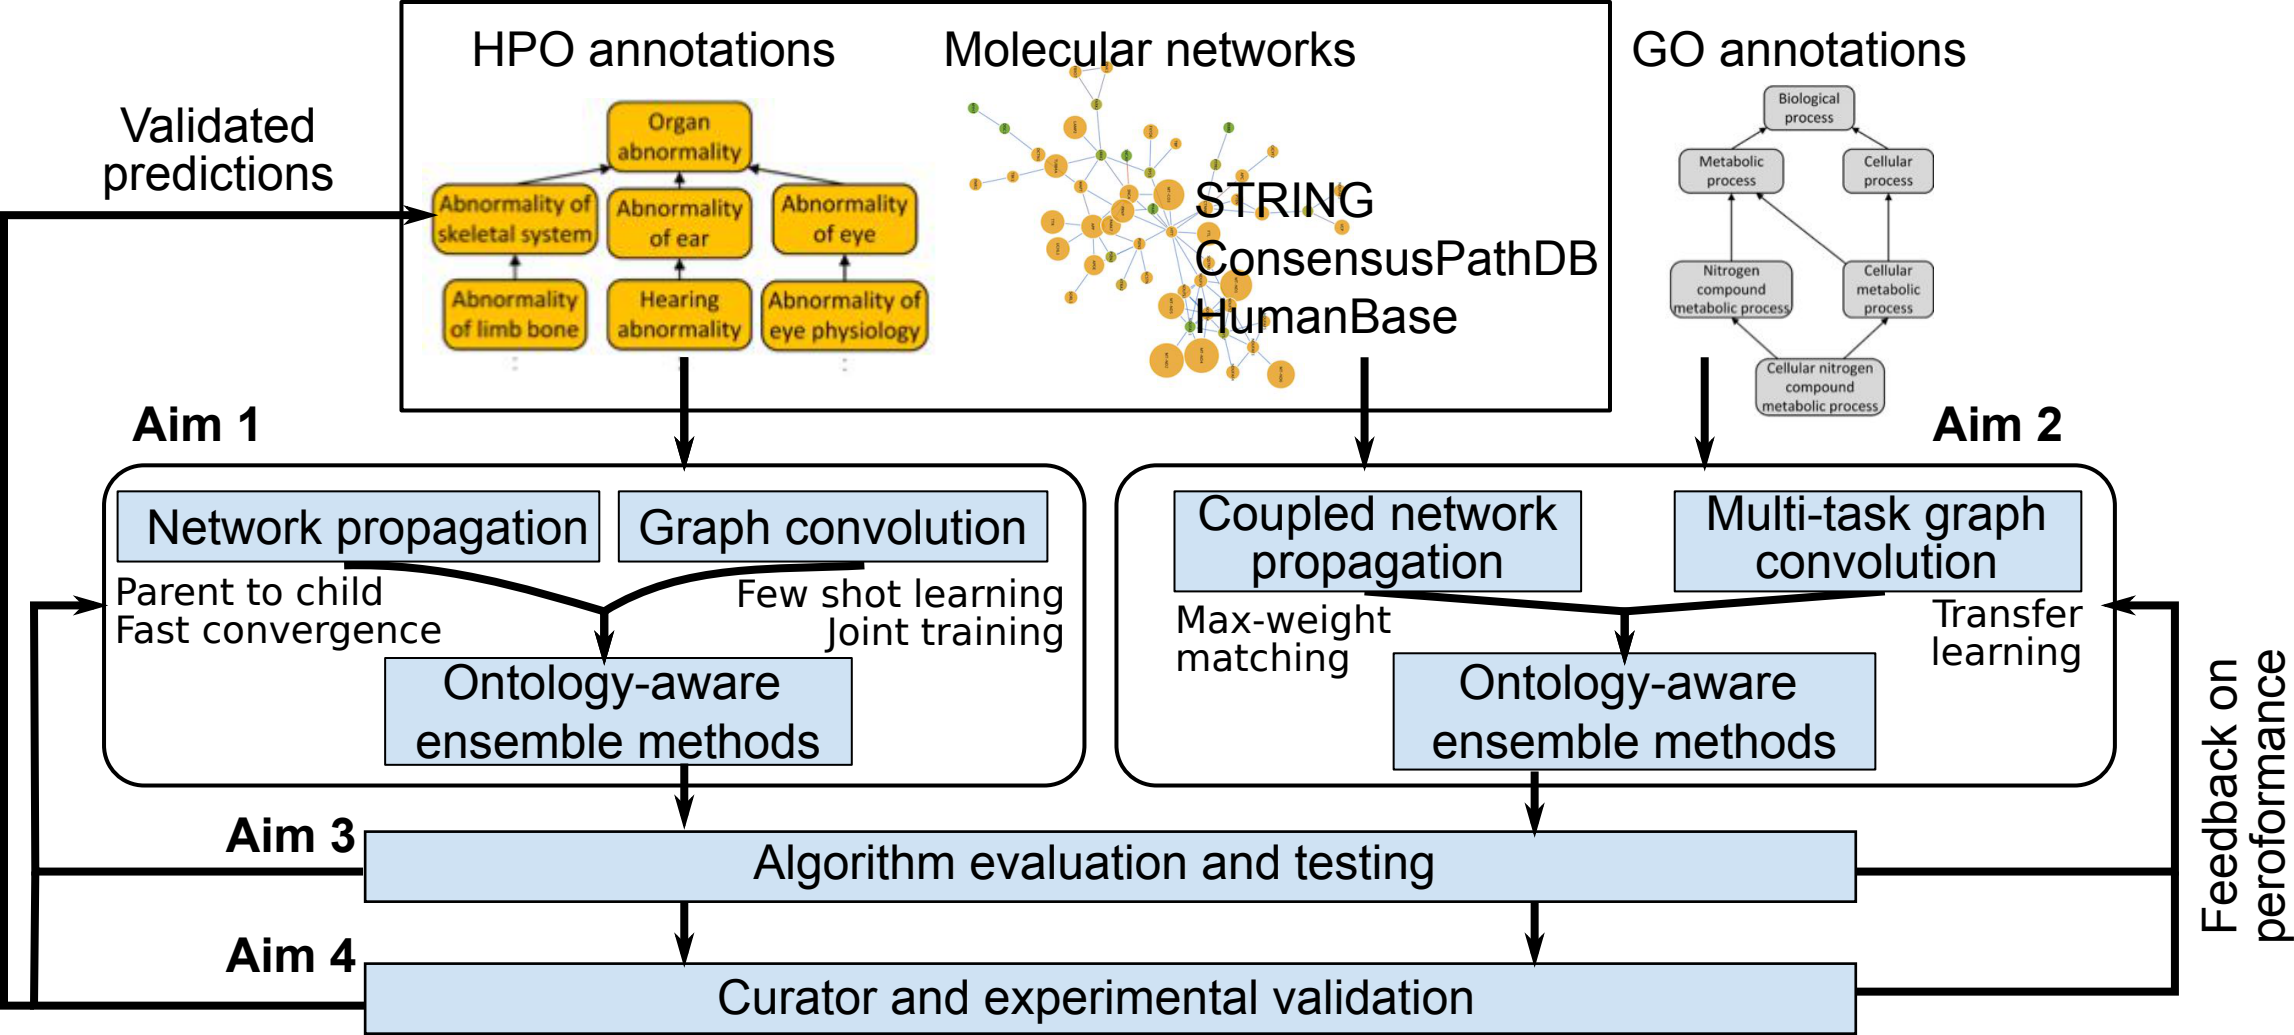 HPO annotations
Molecular networks
GO annotations
Validated
predictions
Organ
abnormality
Abnormality of
skeletal system
Abnormality
of ear
Abnormality
of eye
Abnormality
of limb bone
Hearing
abnormality
Abnormality of
eye physiology
STRING
ConsensusPathDB
HumanBase
Biological
process
Metabolic
process
Cellular
process
Nitrogen
compound
metabolic process
Cellular
metabolic
process
Cellular nitrogen
compound
metabolic process
Aim 1
Aim 2
Network propagation
Graph convolution
Parent to child
Fast convergence
Few shot learning
Joint training
Ontology-aware
ensemble methods
Coupled network
propagation
Multi-task graph
convolution
Max-weight
matching
Transfer
learning
Ontology-aware
ensemble methods
Feedback on
peroformance
Aim 3
Algorithm evaluation and testing
Aim 4
Curator and experimental validation